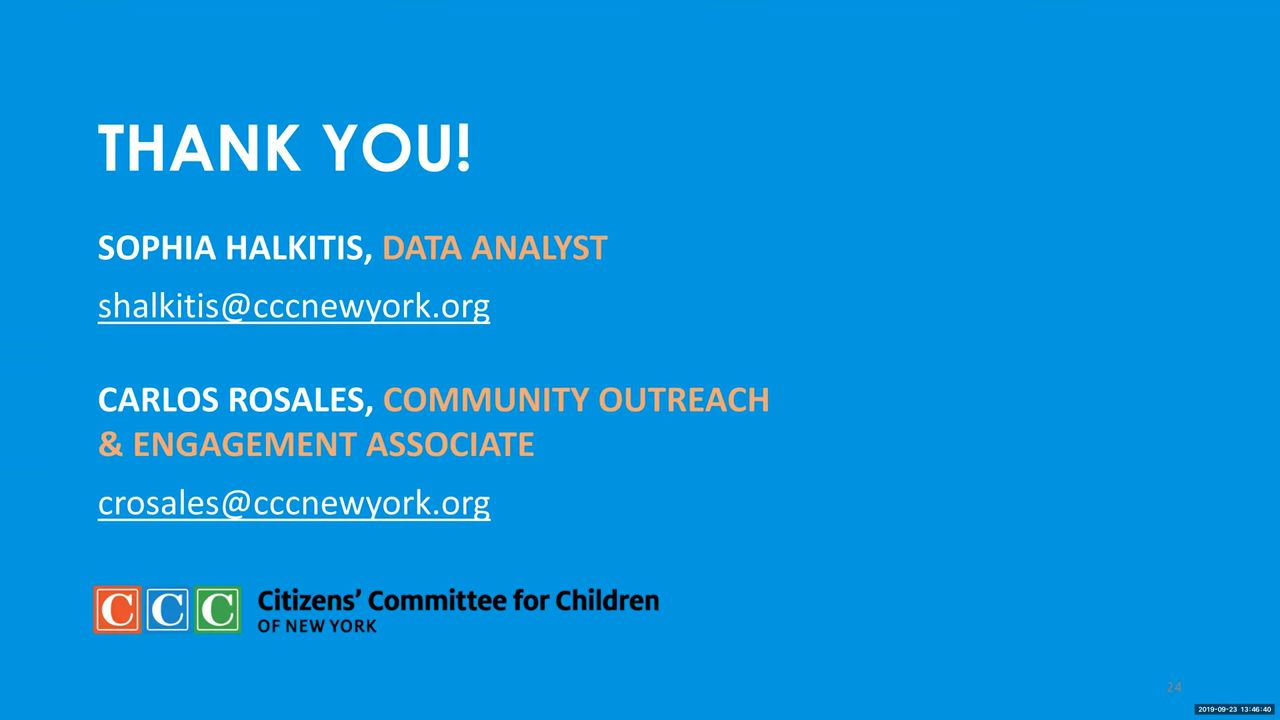 THANK YOU!
SOPHIA HALKITIS, DATA ANALYST
shalkitis@cccnewyork.org
CARLOS ROSALES, COMMUNITY OUTREACH
& ENGAGEMENT ASSOCIATE
crosales@cccnewyork.org
C C C Citizens’ Committee for Children
OF NEW YORK
24
2019-09-23 13:46:40